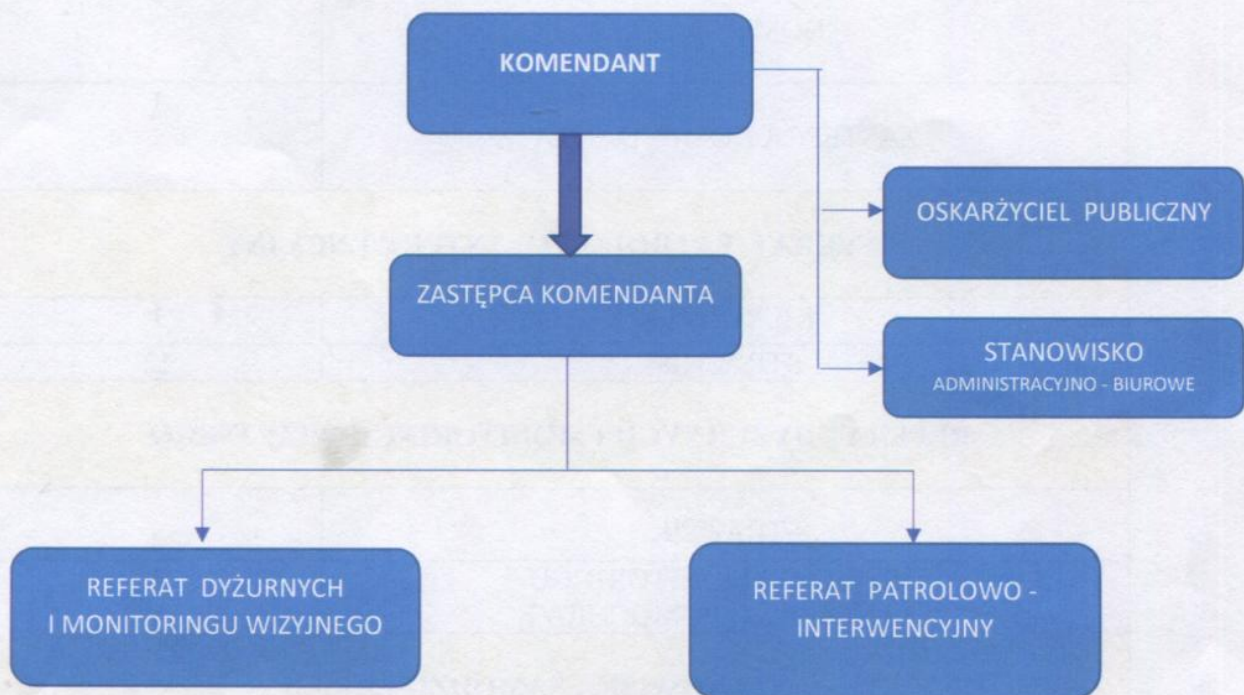 KOMENDANT
OSKARŻYCIEL PUBLICZNY
ZASTĘPCA KOMENDANTA
STANOWISKO
ADMINISTRACYJNO - BIUROWE
REFERAT DYŻURNYCH
I MONITORINGU WIZYJNEGO
REFERAT PATROLOWO -
INTERWENCYJNY